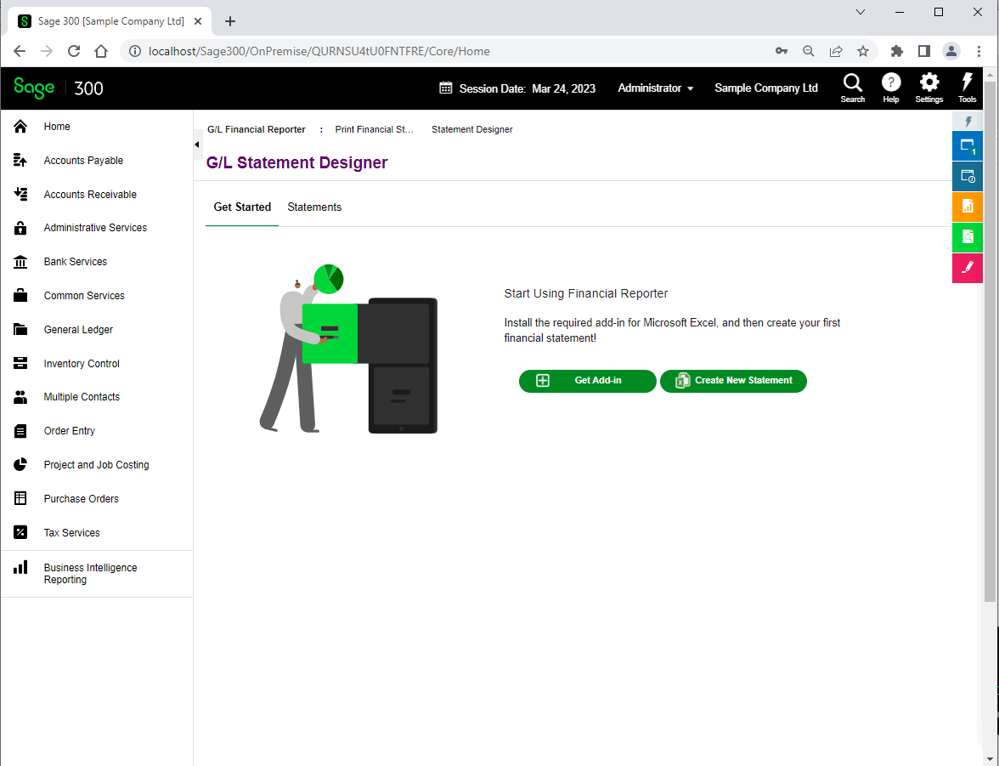 Sage 300 [Sample Company Ltd]
localhost/Sage300/OnPremise/QURNSU4tU0FNTFRE/Core/Home
Sage 300
Session Date: Mar 24, 2023
Administrator
Sample Company Ltd
Search
Help
Settings
Tools
Home
Accounts Payable
Accounts Receivable
Administrative Services
Bank Services
Common Services
General Ledger
Inventory Control
Multiple Contacts
Order Entry
Project and Job Costing
Purchase Orders
Tax Services
Business Intelligence
Reporting
G/L Financial Reporter : Print Financial St... Statement Designer
G/L Statement Designer
Get Started
Statements
Start Using Financial Reporter
Install the required add-in for Microsoft Excel, and then create your first
financial statement!
Get Add-in
Create New Statement
1